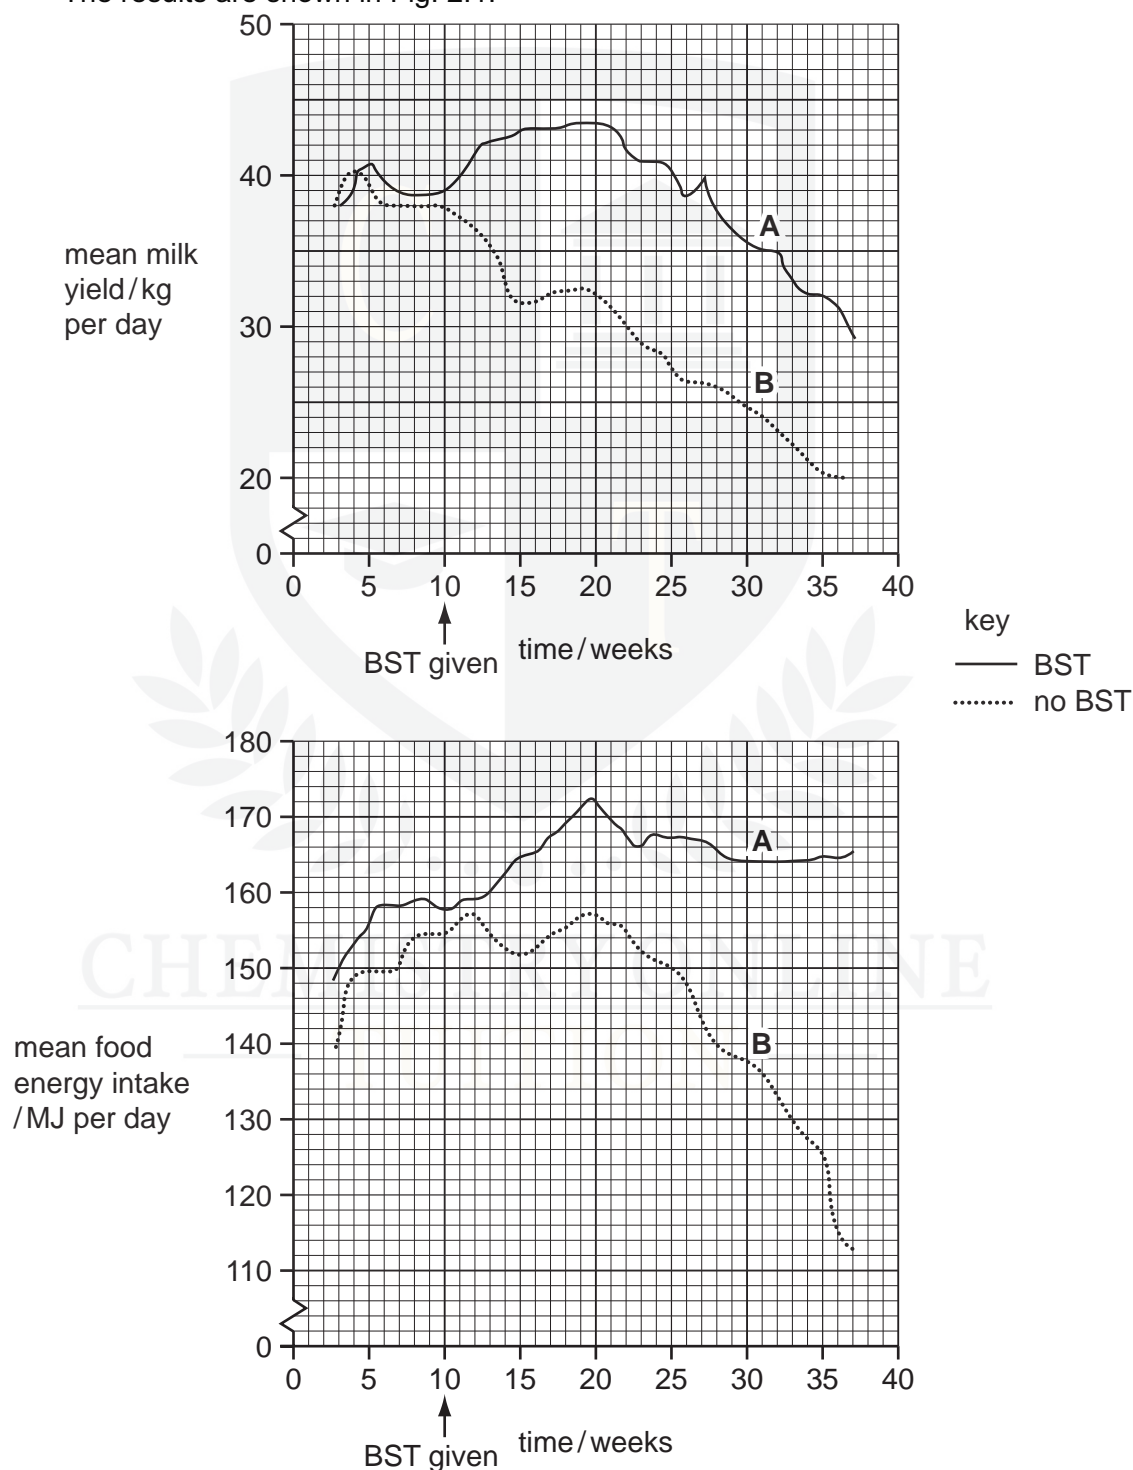 The results are shown in Fig. 2.1.
50
40
30
20
0
mean milk
yield/kg
per day
A
B
0 5 10 15 20 25 30 35 40
BST given
time/weeks
key
BST
no BST
180
170
160
150
140
130
120
110
0
mean food
energy intake
/MJ per day
A
B
CHEMISTRY ONLINE
0 5 10 15 20 25 30 35 40
BST given
time/weeks